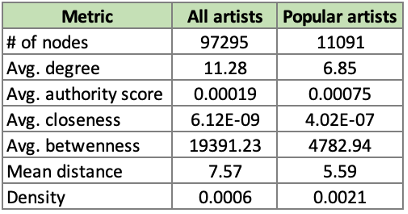 Metric All artists Popular artists
# of nodes 97295 11091
Avg. degree 11.28 6.85
Avg. authority score 0.00019 0.00075
Avg. closeness 6.12E-09 4.02E-07
Avg. betwenness 19391.23 4782.94
Mean distance 7.57 5.59
Density 0.0006 0.0021